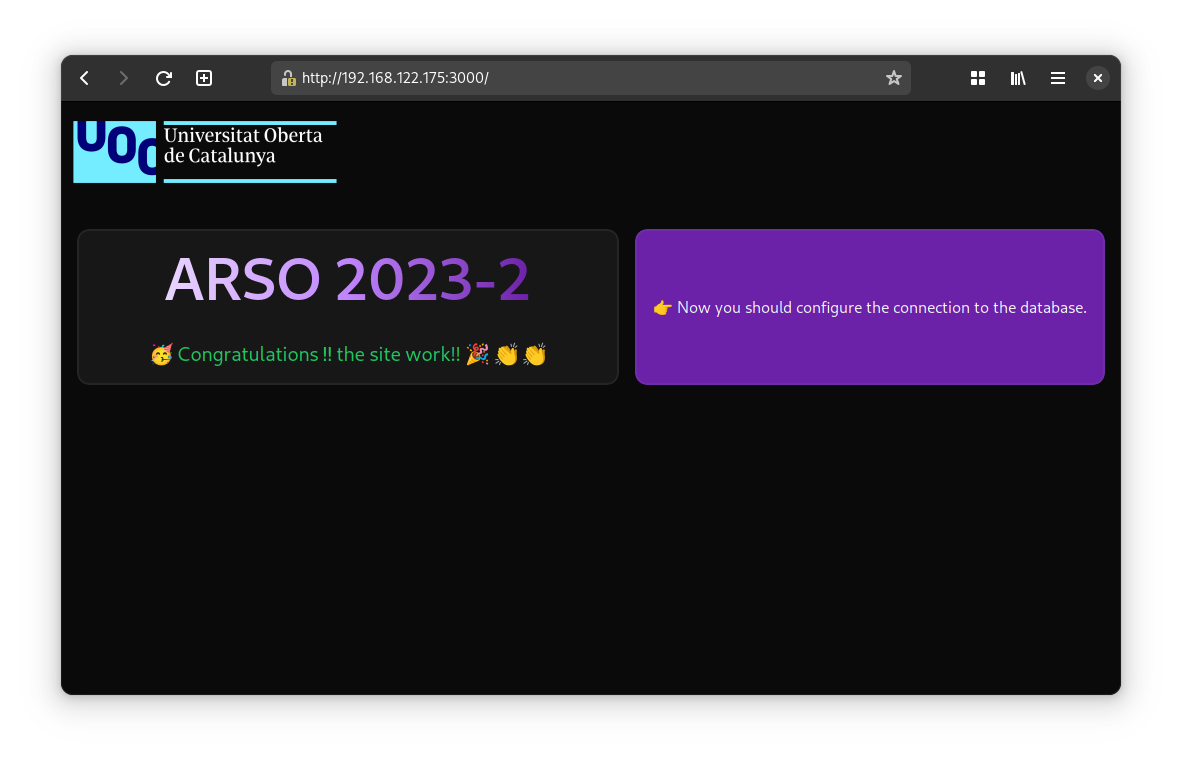 http://192.168.122.175:3000/
UOC
Universitat Oberta
de Catalunya
ARSO 2023-2
🥳 Congratulations !! the site work!! 🎉 👏 👏
👉 Now you should configure the connection to the database.